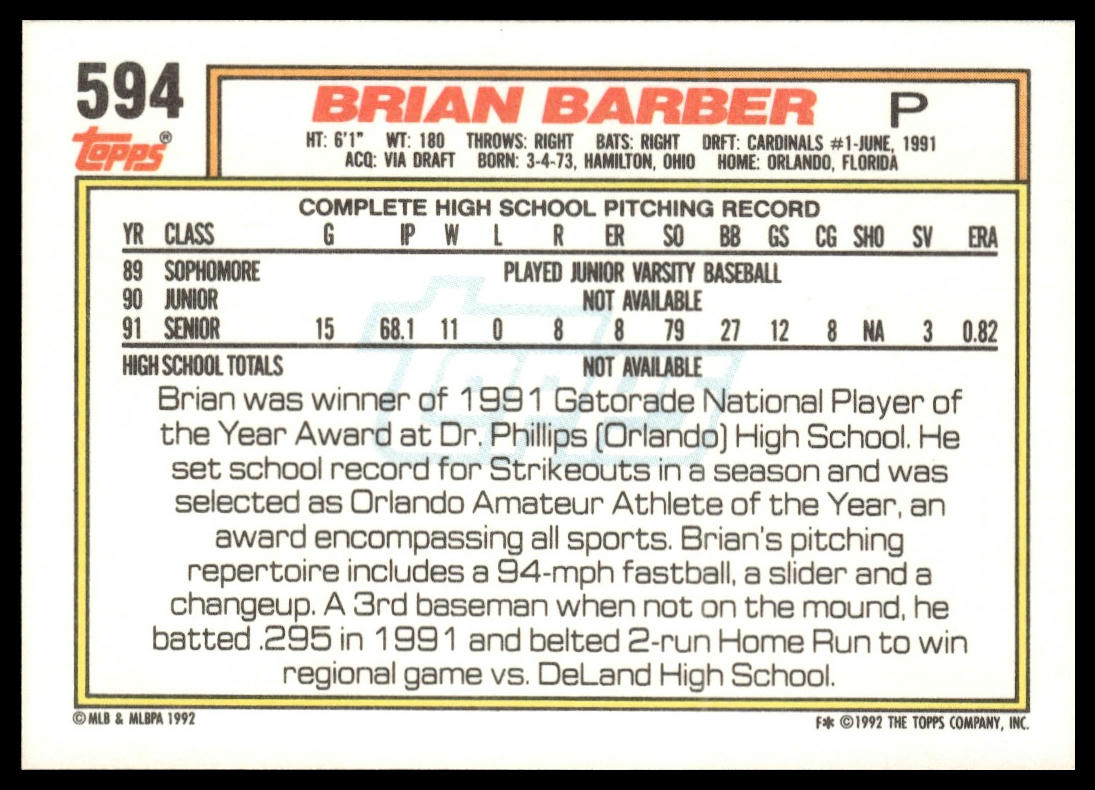 594
BRIAN BARBER P
Topps®
HT: 6'1" WT: 180 THROWS: RIGHT BATS: RIGHT DRFT: CARDINALS #1-JUNE, 1991
ACQ: VIA DRAFT BORN: 3-4-73, HAMILTON, OHIO HOME: ORLANDO, FLORIDA
COMPLETE HIGH SCHOOL PITCHING RECORD
YR CLASS G IP W L R ER SO BB GS CG SHO SV ERA
89 SOPHOMORE PLAYED JUNIOR VARSITY BASEBALL
90 JUNIOR NOT AVAILABLE
91 SENIOR 15 68.1 11 0 8 8 79 27 12 8 NA 3 0.82
HIGH SCHOOL TOTALS NOT AVAILABLE
Topps
Brian was winner of 1991 Gatorade National Player of
the Year Award at Dr. Phillips (Orlando) High School. He
set school record for Strikeouts in a season and was
selected as Orlando Amateur Athlete of the Year, an
award encompassing all sports. Brian's pitching
repertoire includes a 94-mph fastball, a slider and a
changeup. A 3rd baseman when not on the mound, he
batted .295 in 1991 and belted 2-run Home Run to win
regional game vs. DeLand High School.
© MLB & MLBPA 1992
F✻ ©1992 THE TOPPS COMPANY, INC.